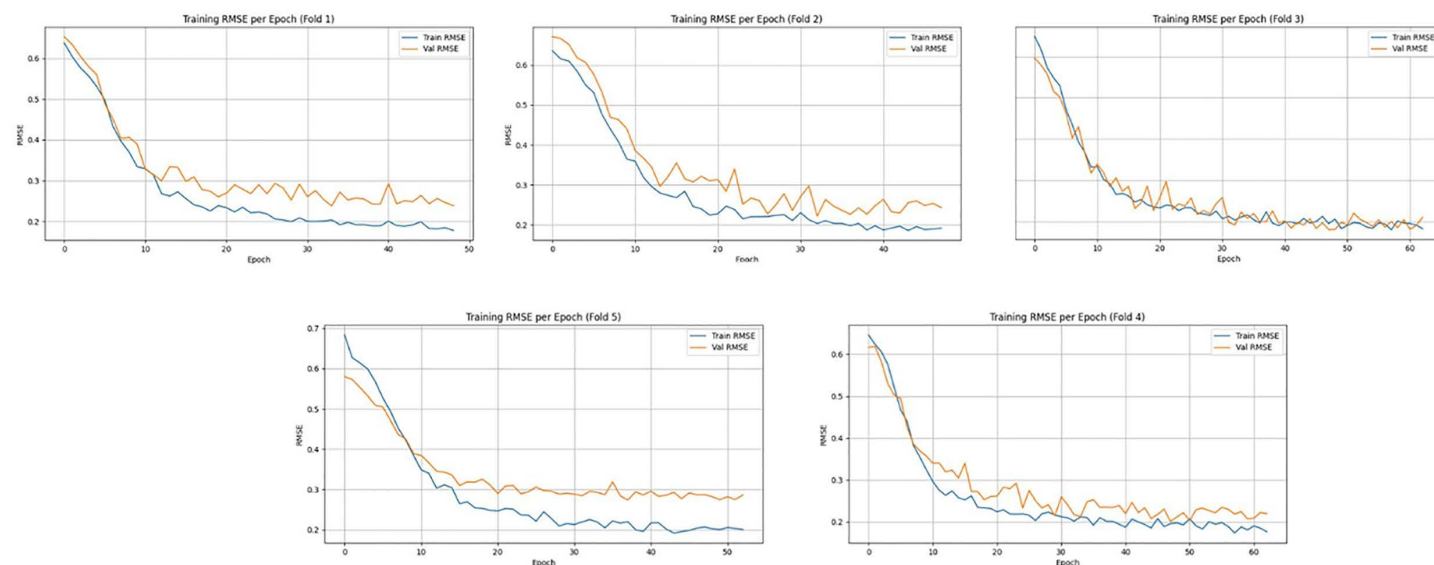 Training RMSE per Epoch (Fold 1)
Train RMSE
Val RMSE
0.6
0.5
0.4
0.3
0.2
RMSE
0 10 20 30 40 50
Epoch
Training RMSE per Epoch (Fold 2)
Train RMSE
Val RMSE
0.6
0.5
0.4
0.3
0.2
RMSE
0 10 20 30 40
Epoch
Training RMSE per Epoch (Fold 3)
Train RMSE
Val RMSE
0 10 20 30 40 50 60
Epoch
Training RMSE per Epoch (Fold 5)
Train RMSE
Val RMSE
0.7
0.6
0.5
0.4
0.3
0.2
RMSE
0 10 20 30 40 50
Epoch
Training RMSE per Epoch (Fold 4)
Train RMSE
Val RMSE
0.6
0.5
0.4
0.3
0.2
RMSE
0 10 20 30 40 50 60
Epoch